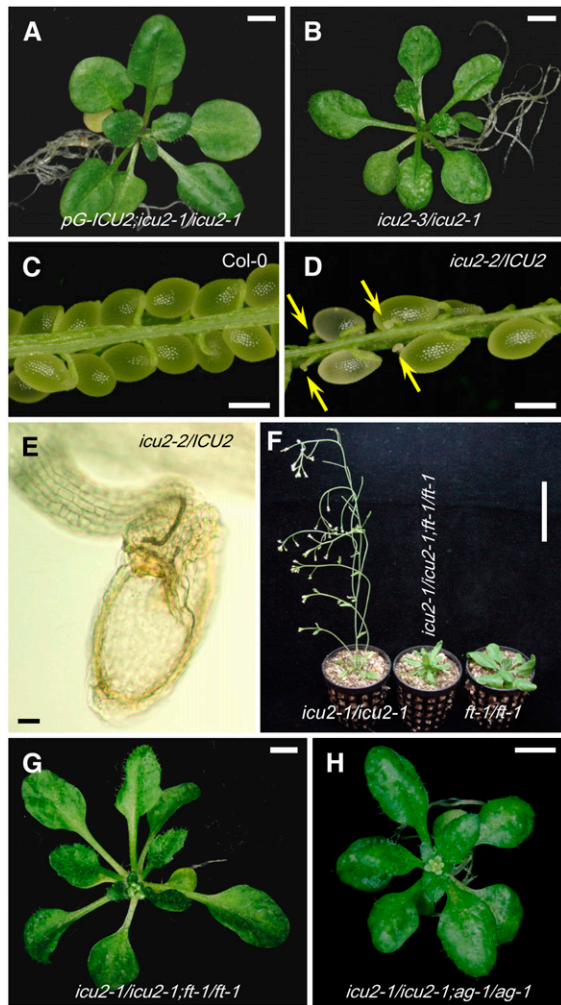 A
pG-ICU2;icu2-1/icu2-1
B
icu2-3/icu2-1
C
Col-0
D
icu2-2/ICU2
E
icu2-2/ICU2
F
icu2-1/icu2-1;ft-1/ft-1
icu2-1/icu2-1
ft-1/ft-1
G
icu2-1/icu2-1;ft-1/ft-1
H
icu2-1/icu2-1;ag-1/ag-1